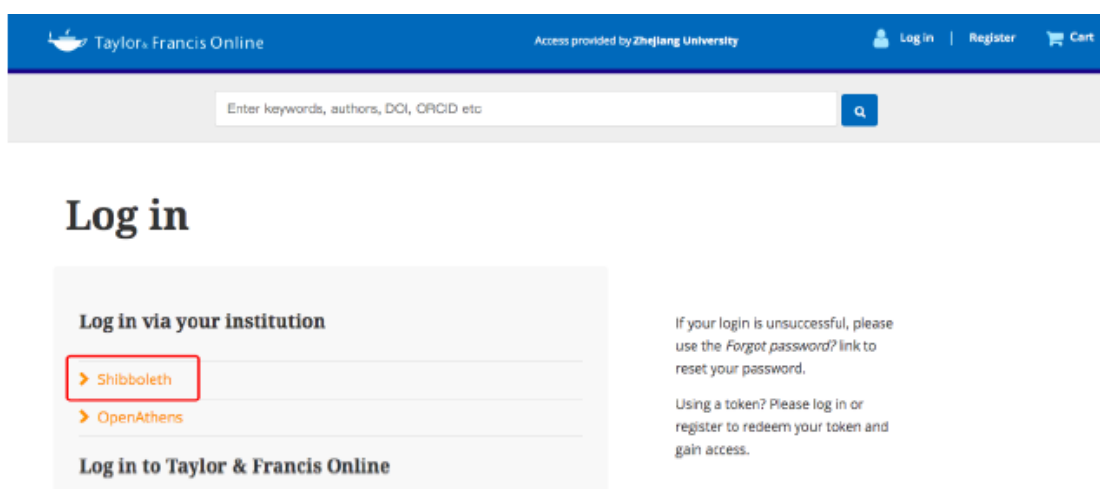 Taylor & Francis Online
Access provided by Zhejiang University
Log in | Register
Cart
Enter keywords, authors, DOI, ORCID etc
Log in
Log in via your institution
Shibboleth
OpenAthens
Log in to Taylor & Francis Online
If your login is unsuccessful, please
use the Forgot password? link to
reset your password.
Using a token? Please log in or
register to redeem your token and
gain access.